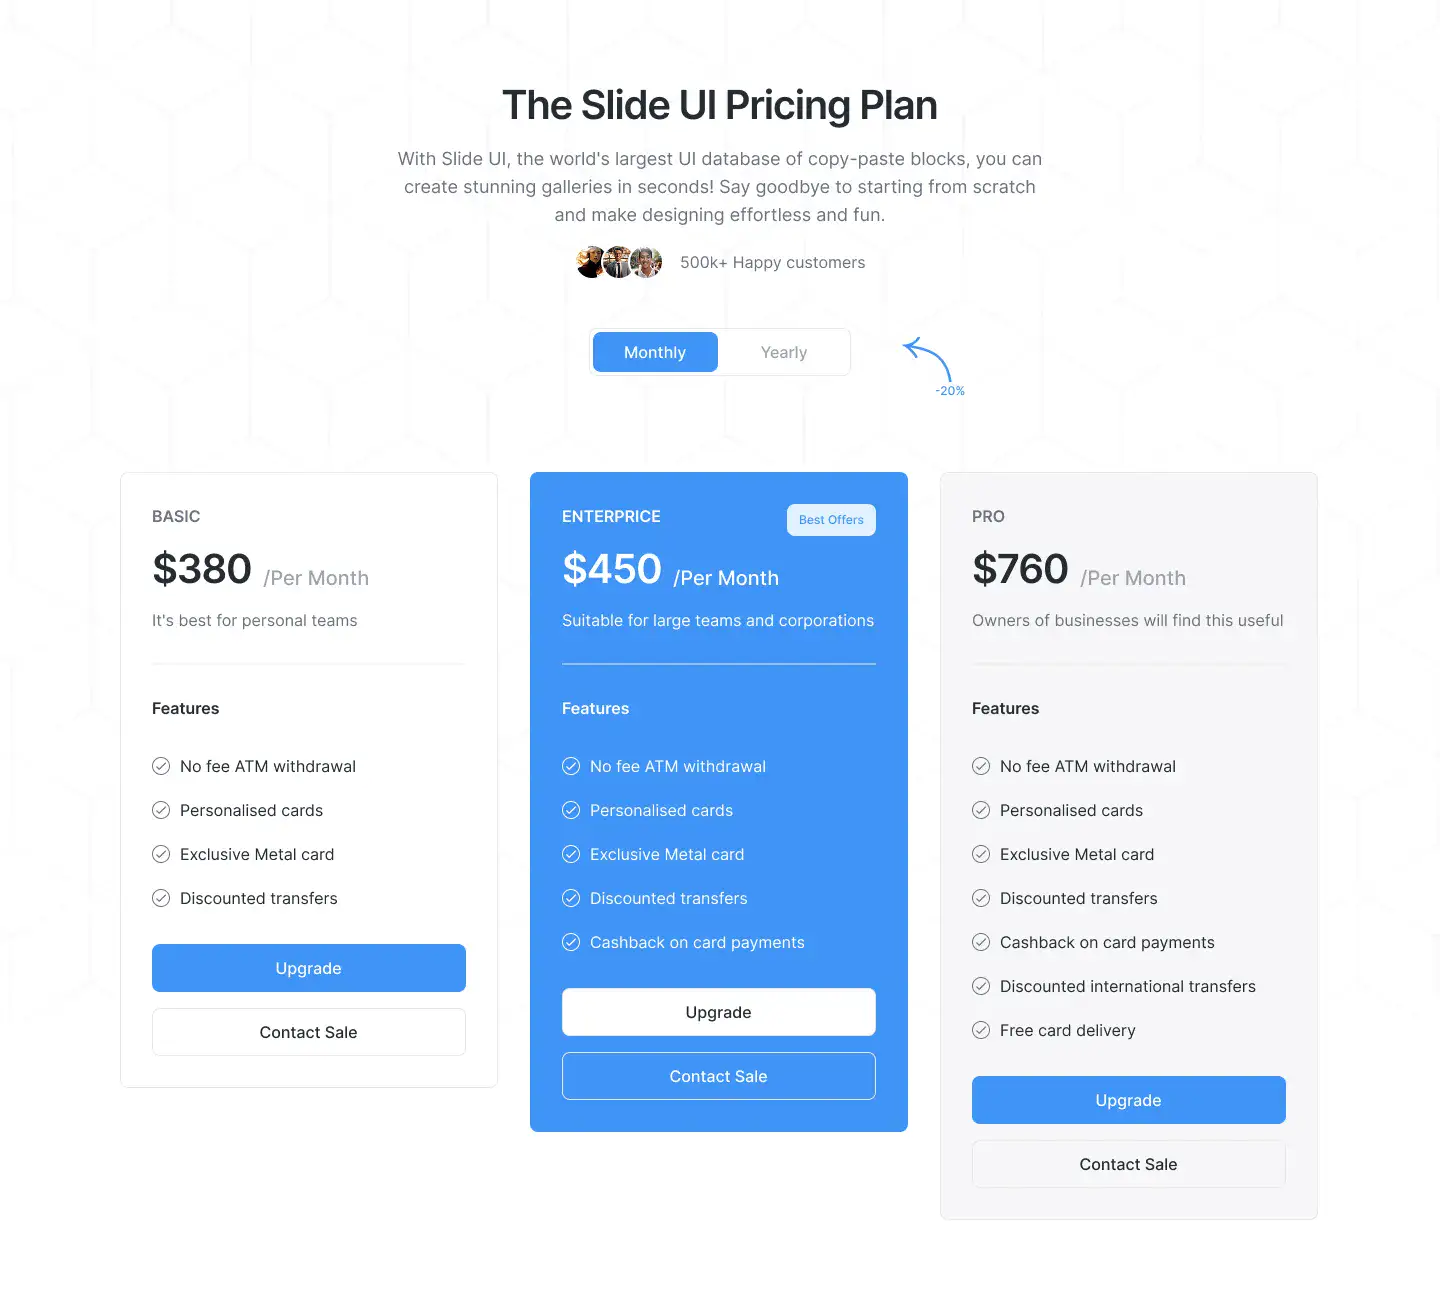 The Slide UI Pricing Plan
With Slide UI, the world's largest UI database of copy-paste blocks, you can
create stunning galleries in seconds! Say goodbye to starting from scratch
and make designing effortless and fun.
500k+ Happy customers
Monthly
Yearly
-20%
BASIC
$380 /Per Month
It's best for personal teams
Features
No fee ATM withdrawal
Personalised cards
Exclusive Metal card
Discounted transfers
Upgrade
Contact Sale
ENTERPRICE
Best Offers
$450 /Per Month
Suitable for large teams and corporations
Features
No fee ATM withdrawal
Personalised cards
Exclusive Metal card
Discounted transfers
Cashback on card payments
Upgrade
Contact Sale
PRO
$760 /Per Month
Owners of businesses will find this useful
Features
No fee ATM withdrawal
Personalised cards
Exclusive Metal card
Discounted transfers
Cashback on card payments
Discounted international transfers
Free card delivery
Upgrade
Contact Sale